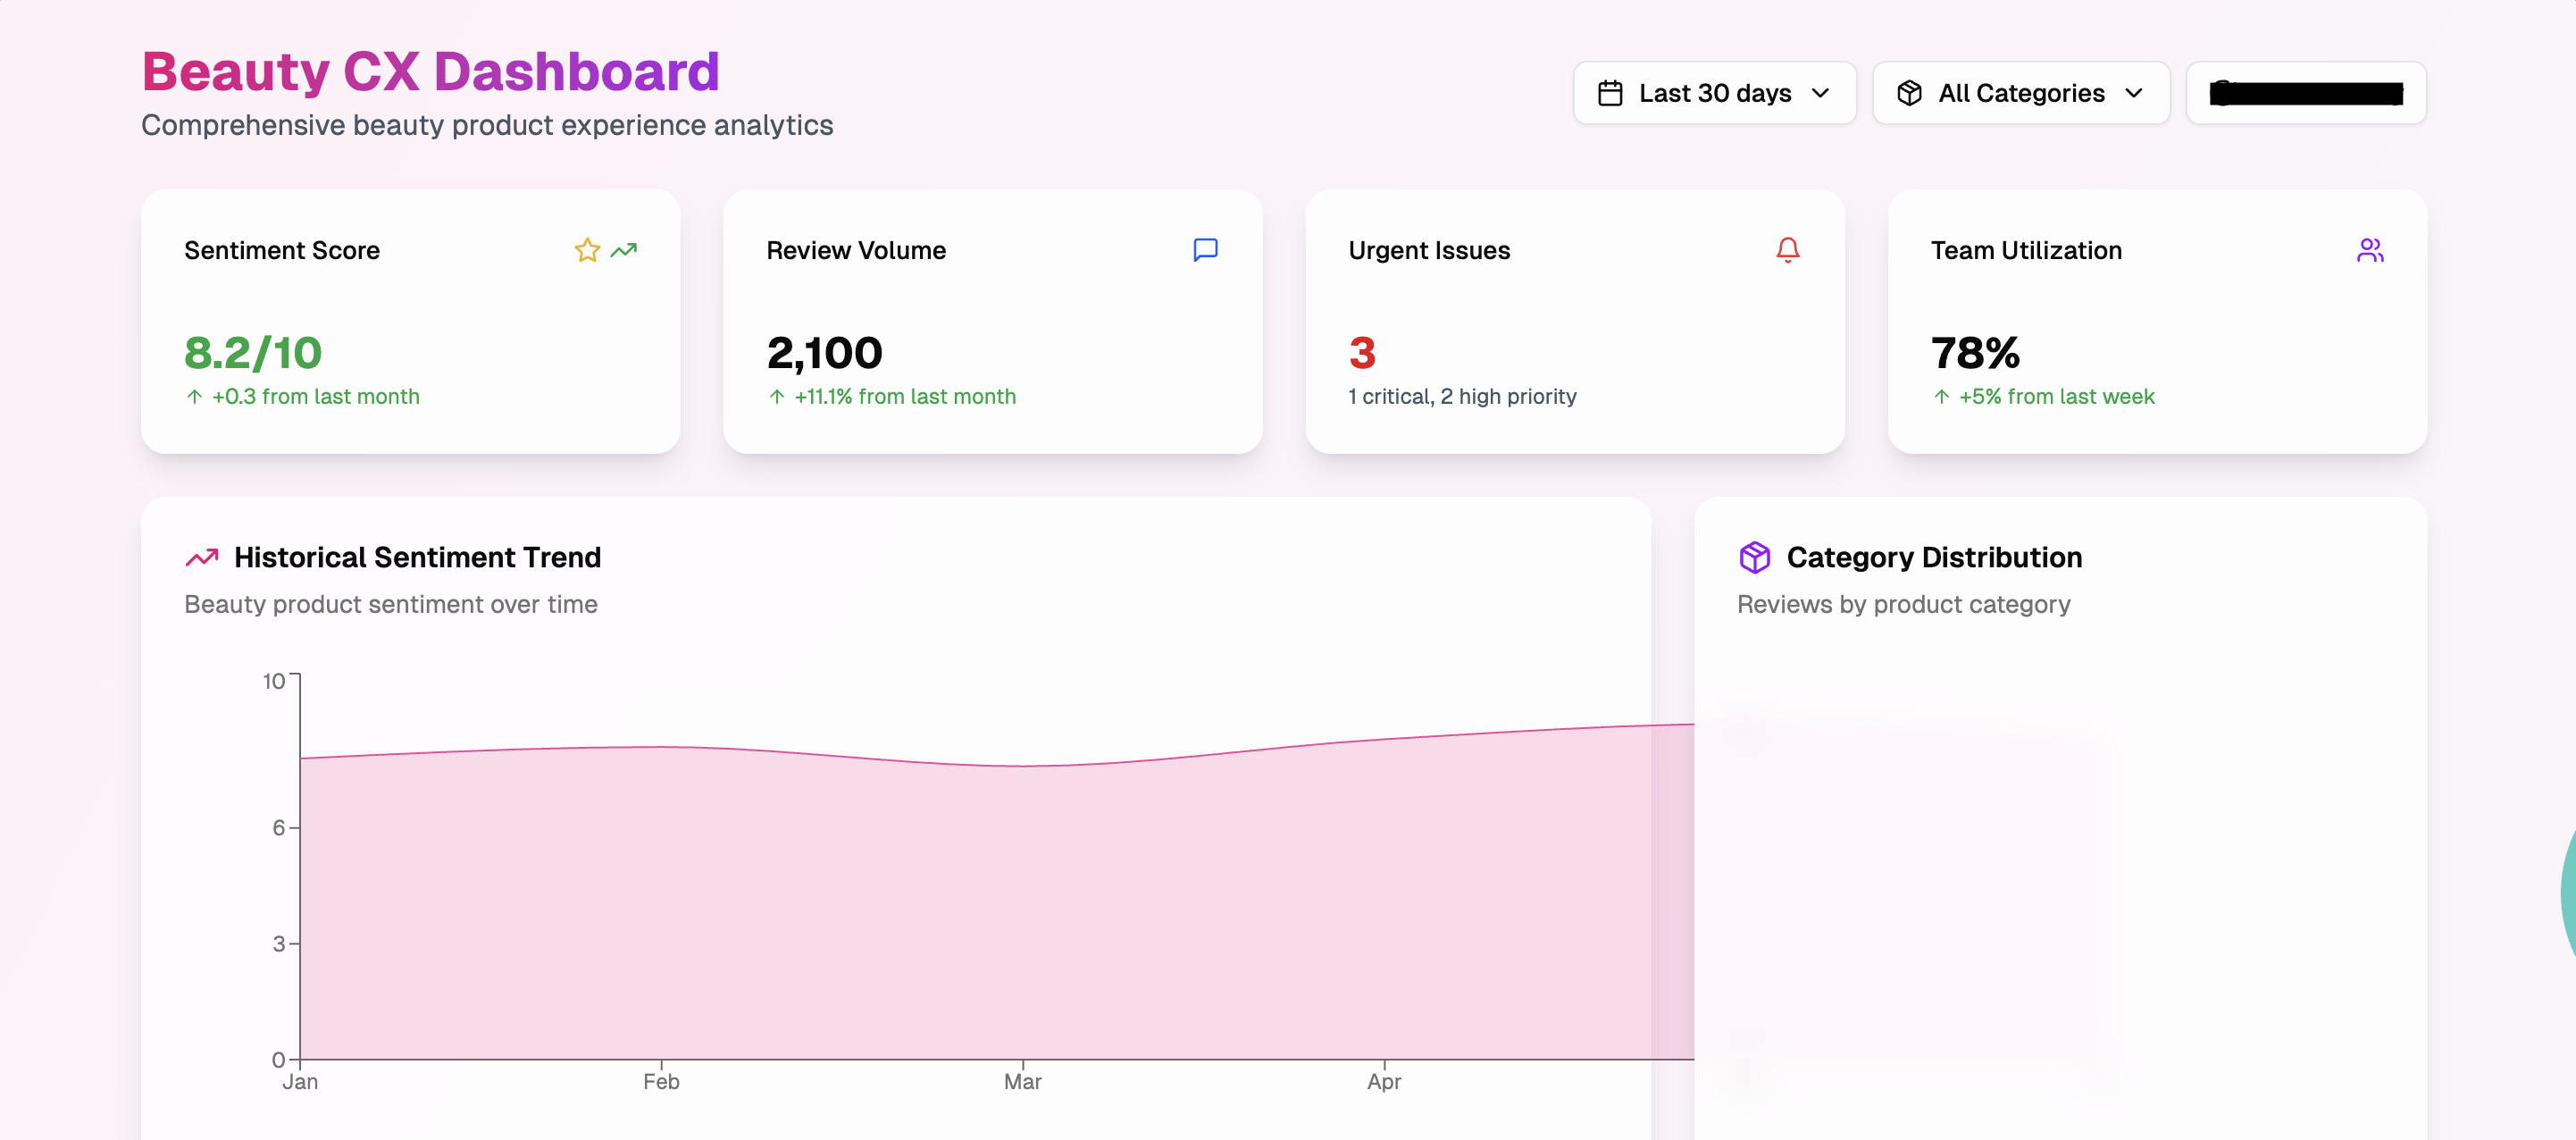 Beauty CX Dashboard
Comprehensive beauty product experience analytics
Last 30 days
All Categories
Sentiment Score
8.2/10
+0.3 from last month
Review Volume
2,100
+11.1% from last month
Urgent Issues
3
1 critical, 2 high priority
Team Utilization
78%
+5% from last week
Historical Sentiment Trend
Beauty product sentiment over time
10
6
3
0
Jan
Feb
Mar
Apr
Category Distribution
Reviews by product category